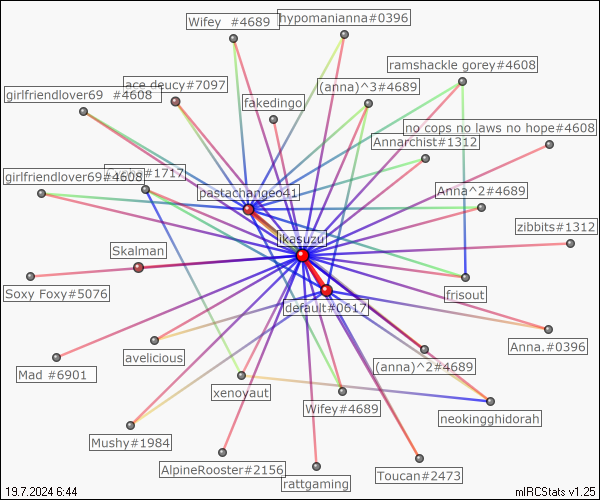 Wifey #4689
hypomanianna#0396
ramshackle gorey#4608
ace deucy#7097
(anna)^3#4689
girlfriendlover69 #4608
fakedingo
no cops no laws no hope#4608
Annarchist#1312
girlfriendlover69#4608
#1717
pastachangeo41
Anna^2#4689
zibbits#1312
ikasuzu
Skalman
Soxy Foxy#5076
frisout
default#0617
Anna.#0396
avelicious
(anna)^2#4689
Mad #6901
xenoyaut
Wifey#4689
neokingghidorah
Mushy#1984
AlpineRooster#2156
Toucan#2473
rattgaming
19.7.2024 6:44
mIRCStats v1.25